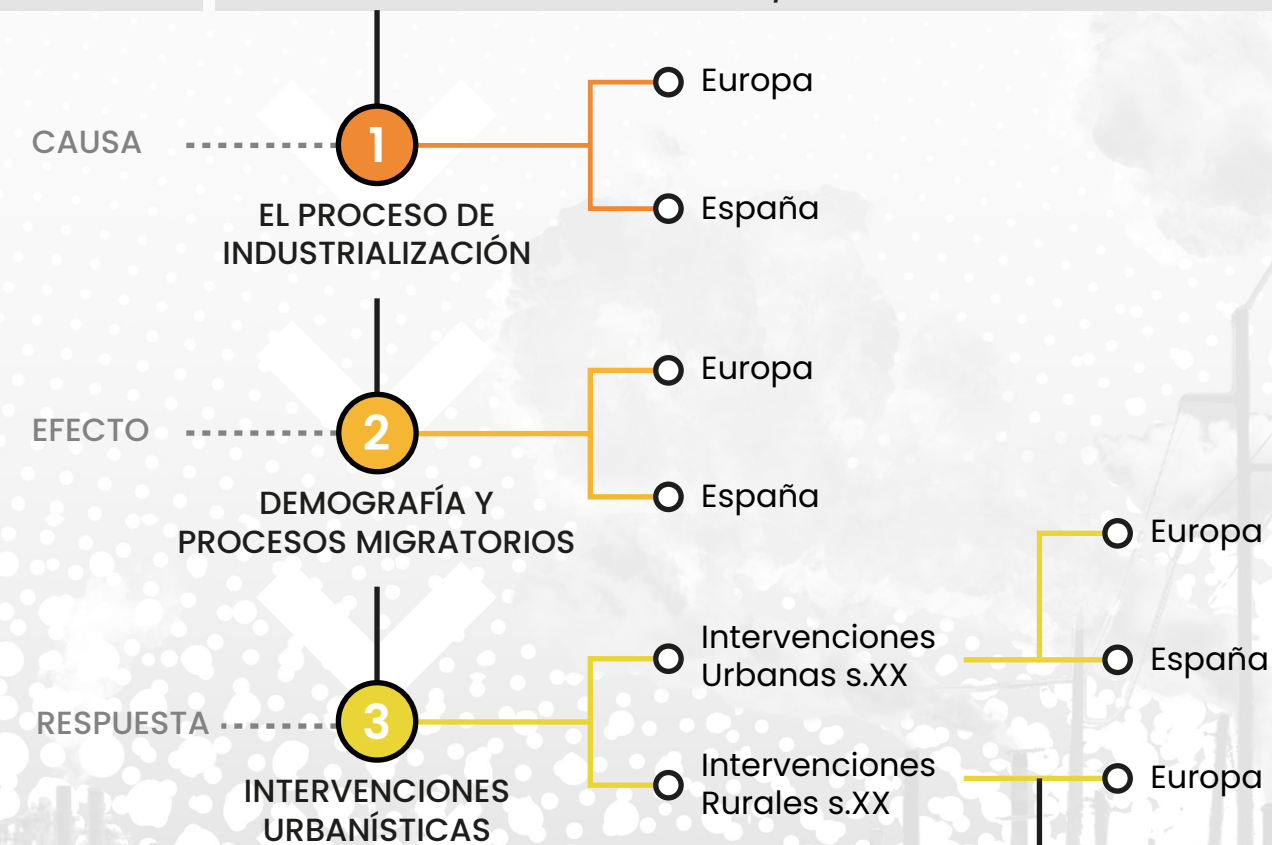 Europa
CAUSA
1
España
EL PROCESO DE
INDUSTRIALIZACIÓN
Europa
EFECTO
2
España
DEMOGRAFÍA Y
PROCESOS MIGRATORIOS
Europa
Intervenciones
Urbanas s.XX
España
RESPUESTA
3
Intervenciones
Rurales s.XX
Europa
INTERVENCIONES
URBANÍSTICAS